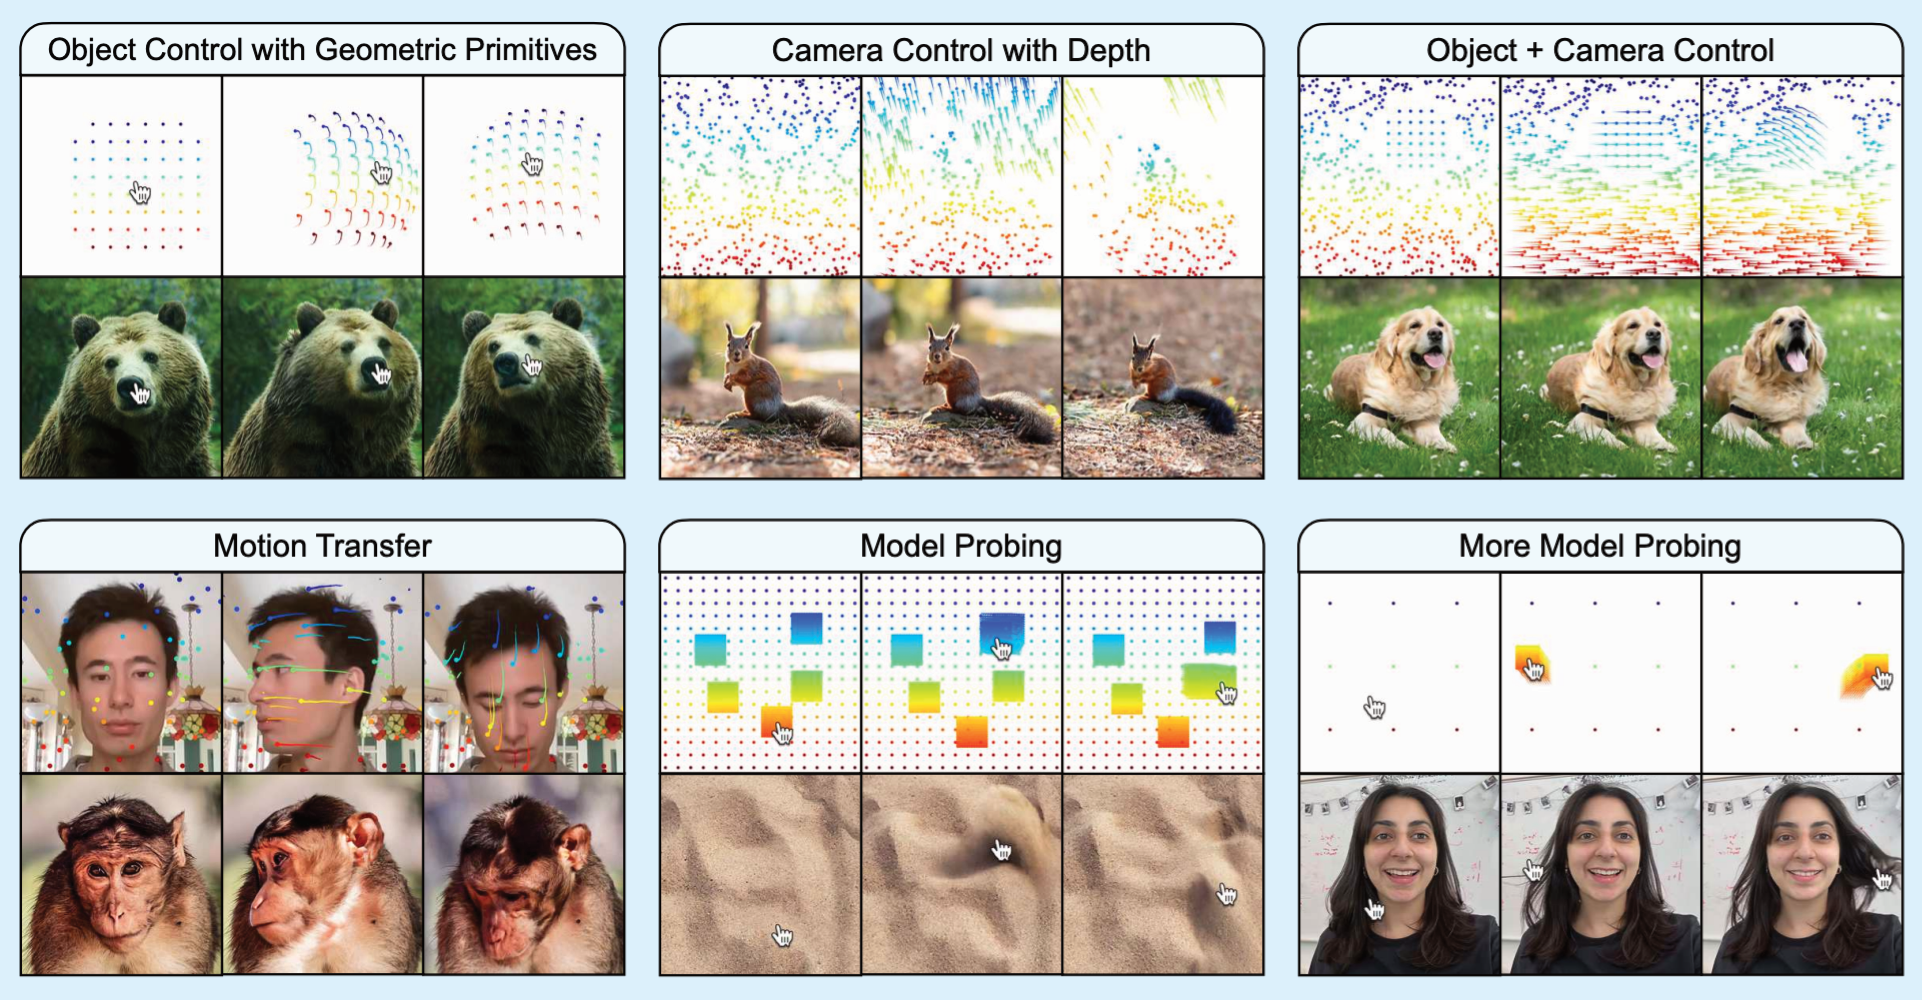 Object Control with Geometric Primitives
Camera Control with Depth
Object + Camera Control
Motion Transfer
Model Probing
More Model Probing